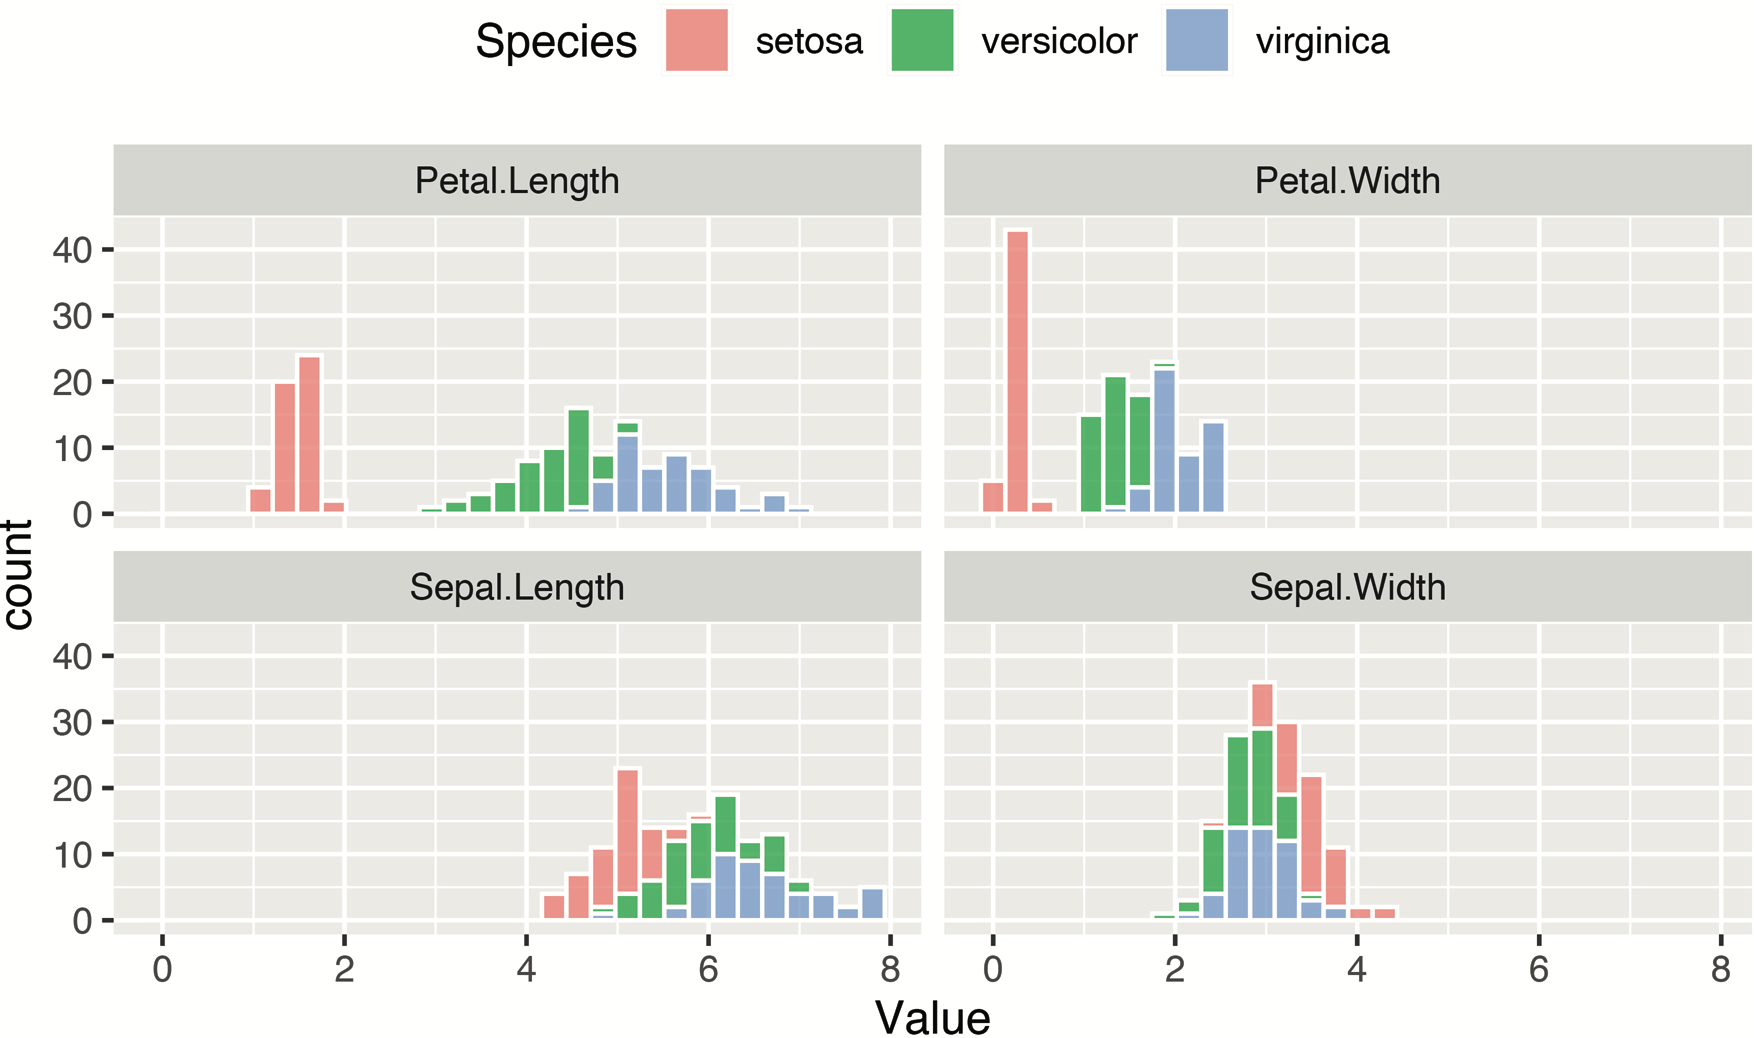 Species setosa versicolor virginica
Petal.Length Petal.Width
40
30
20
10
0
count
Sepal.Length Sepal.Width
40
30
20
10
0
0 2 4 6 8 0 2 4 6 8
Value